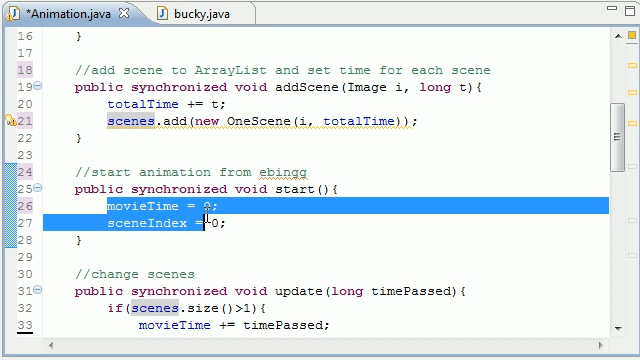 *Animation.java
bucky.java
16 }
17
18 //add scene to ArrayList and set time for each scene
19 public synchronized void addScene(Image i, long t){
20 totalTime += t;
21 scenes.add(new OneScene(i, totalTime));
22 }
23
24 //start animation from ebingg
25 public synchronized void start(){
26 movieTime = 0;
27 sceneIndex = 0;
28 }
29
30 //change scenes
31 public synchronized void update(long timePassed){
32 if(scenes.size()>1){
33 movieTime += timePassed;